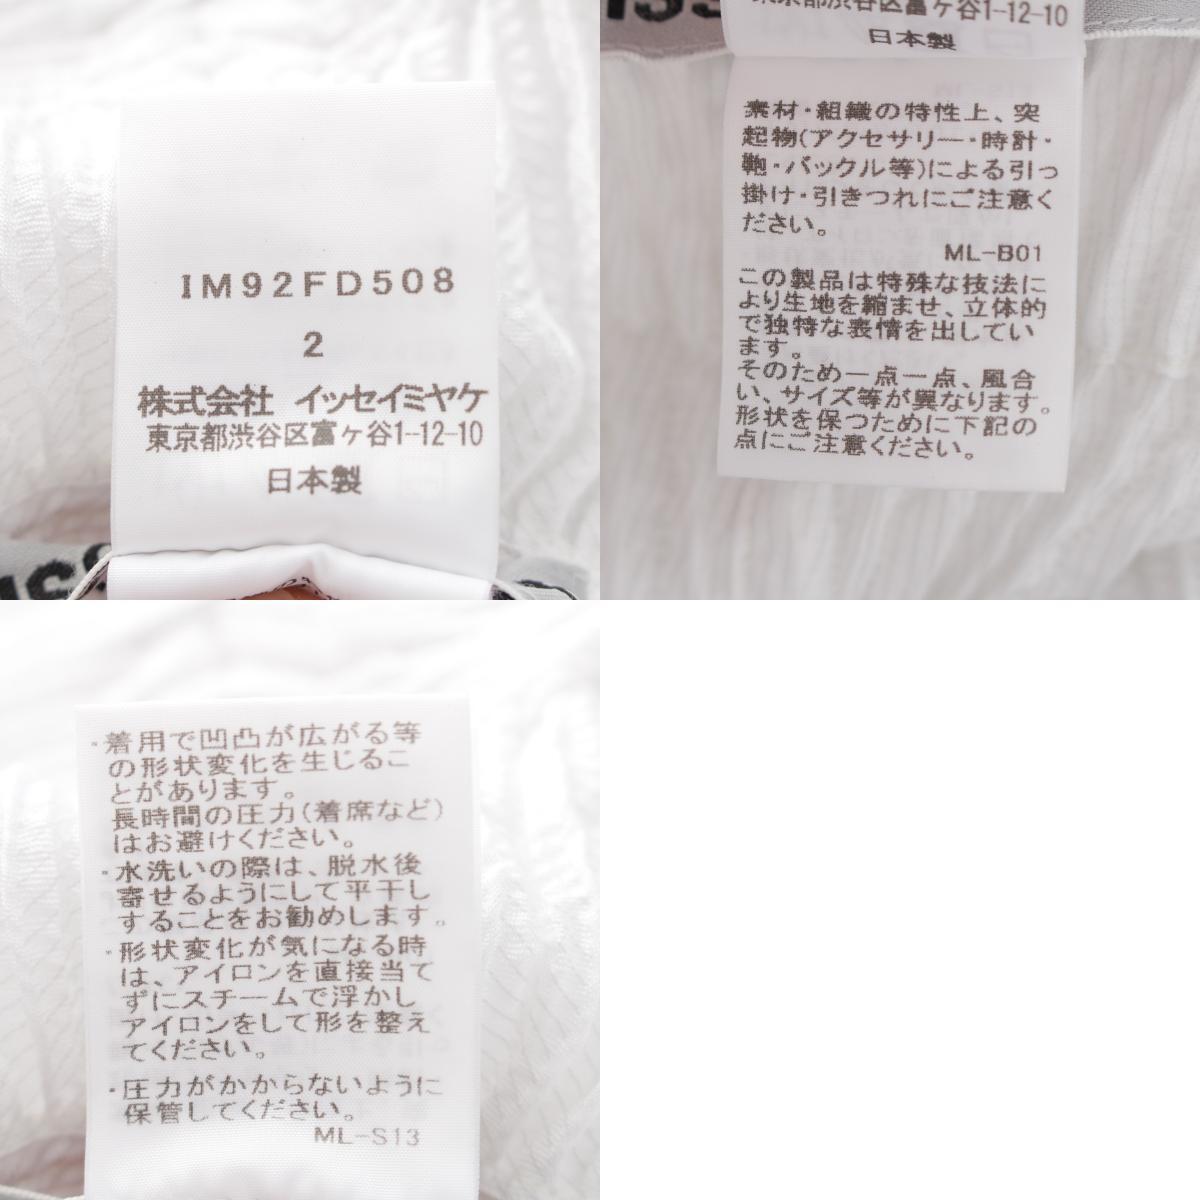 IM92FD508
2
株式会社 イッセイミヤケ
東京都渋谷区富ヶ谷1-12-10
日本製
東京都渋谷区富ヶ谷1-12-10
日本製
素材・組織の特性上、突
起物(アクセサリー・時計・
鞄・バックル等)による引っ
掛け・引きつれにご注意く
ださい。
ML-B01
この製品は特殊な技法に
より生地を縮ませ、立体的
で独特な表情を出してい
ます。
そのため一点一点、風合
い、サイズ等が異なります。
形状を保つために下記の
点にご注意ください。
・着用で凹凸が広がる等
の形状変化を生じるこ
とがあります。
長時間の圧力(着席など)
はお避けください。
・水洗いの際は、脱水後
寄せるようにして平干し
することをお勧めします。
・形状変化が気になる時
は、アイロンを直接当て
ずにスチームで浮かし
アイロンをして形を整え
てください。
・圧力がかからないように
保管してください。
ML-S13